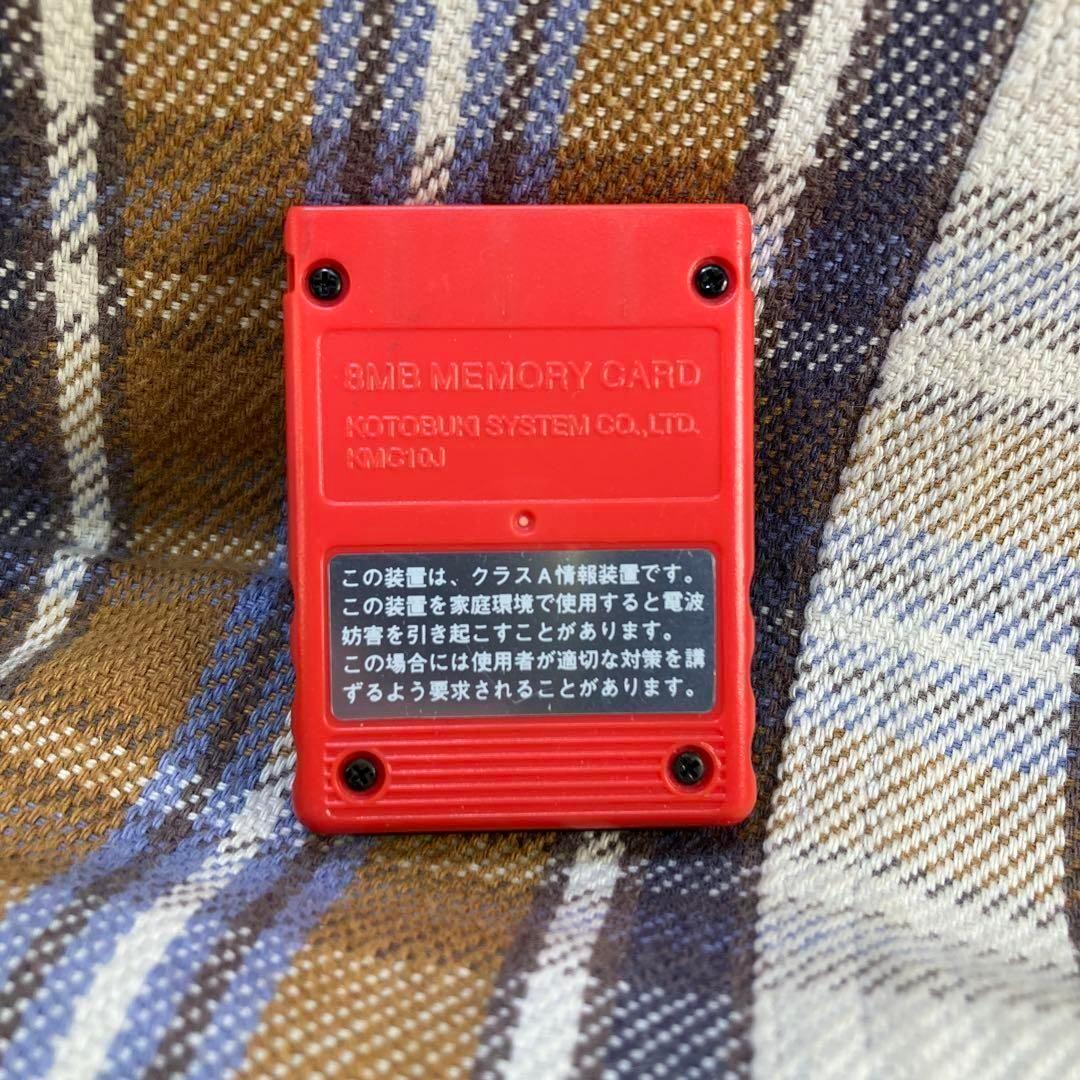 8MB MEMORY CARD
KOTOBUKI SYSTEM CO.,LTD.
KMC10J
この装置は、クラスA情報装置です。
この装置を家庭環境で使用すると電波
妨害を引き起こすことがあります。
この場合には使用者が適切な対策を講
ずるよう要求されることがあります。